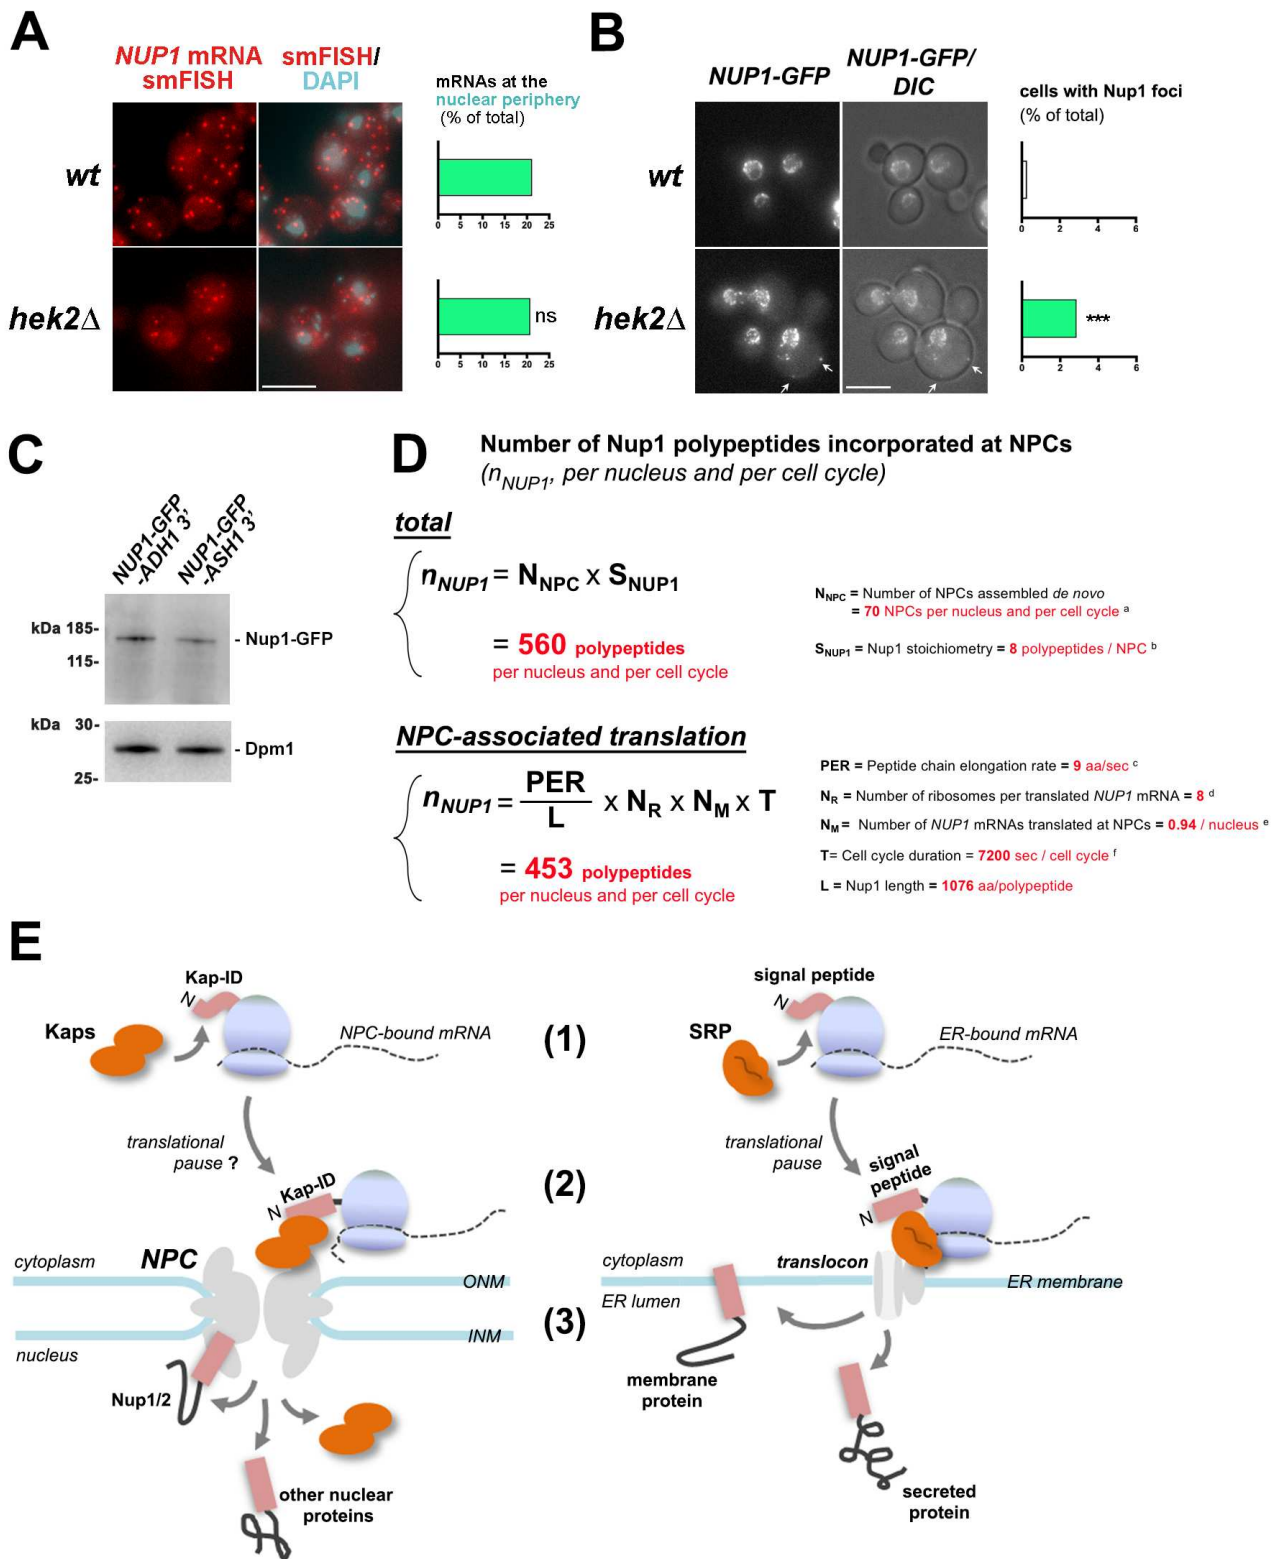 A
NUP1 mRNA
smFISH
smFISH/
DAPI
mRNAs at the
nuclear periphery
(% of total)
wt
0 5 10 15 20 25
hek2Δ
ns
0 5 10 15 20 25
B
NUP1-GFP
NUP1-GFP/
DIC
cells with Nup1 foci
(% of total)
wt
0 2 4 6
hek2Δ
***
0 2 4 6
C
NUP1-GFP
-ADH1 3'
NUP1-GFP
-ASH1 3'
kDa 185-
115-
- Nup1-GFP
kDa 30-
25-
- Dpm1
D
Number of Nup1 polypeptides incorporated at NPCs
(nNUP1, per nucleus and per cell cycle)
total
nNUP1 = NNPC x SNUP1
= 560 polypeptides
per nucleus and per cell cycle
NNPC = Number of NPCs assembled de novo
= 70 NPCs per nucleus and per cell cycle a
SNUP1 = Nup1 stoichiometry = 8 polypeptides / NPC b
NPC-associated translation
nNUP1 = PER / L x NR x NM x T
= 453 polypeptides
per nucleus and per cell cycle
PER = Peptide chain elongation rate = 9 aa/sec c
NR = Number of ribosomes per translated NUP1 mRNA = 8 d
NM = Number of NUP1 mRNAs translated at NPCs = 0.94 / nucleus e
T= Cell cycle duration = 7200 sec / cell cycle f
L = Nup1 length = 1076 aa/polypeptide
E
Kap-ID
N
Kaps
NPC-bound mRNA
translational
pause ?
Kap-ID
N
NPC
cytoplasm
ONM
INM
nucleus
Nup1/2
other nuclear
proteins
(1)
(2)
(3)
signal peptide
N
SRP
ER-bound mRNA
translational
pause
signal
peptide
N
cytoplasm
translocon
ER membrane
ER lumen
membrane
protein
secreted
protein